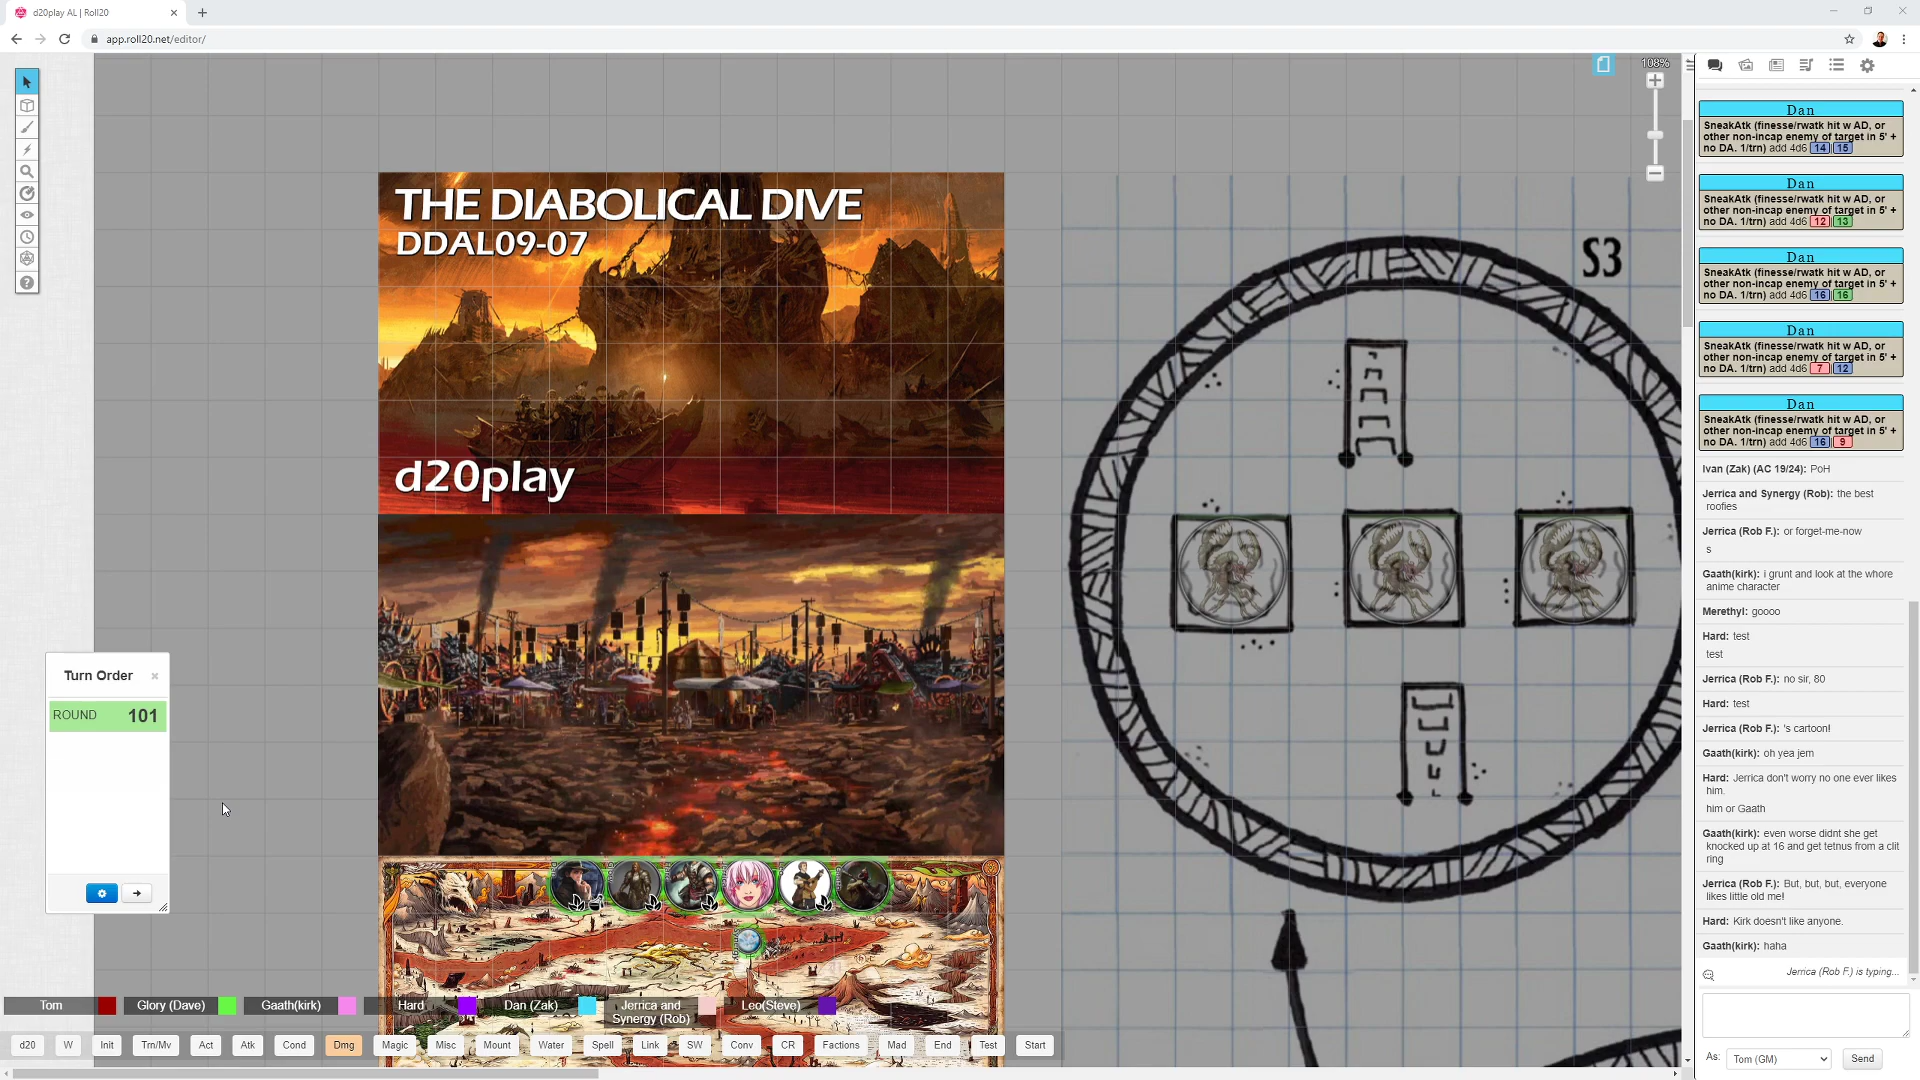 d20play AL | Roll20
app.roll20.net/editor/
108%
THE DIABOLICAL DIVE
DDAL09-07
d20play
S3
Turn Order
ROUND 101
Tom
Glory (Dave)
Gaath(kirk)
Hard
Dan (Zak)
Jerrica and
Synergy (Rob)
Leo(Steve)
d20 W Init Trn/Mv Act Atk Cond Dmg Magic Misc Mount Water Spell Link SW Conv CR Factions Mad End Test Start
Dan
SneakAtk (finesse/rwatk hit w AD, or
other non-incap enemy of target in 5' +
no DA. 1/trn) add 4d6 14 15
Dan
SneakAtk (finesse/rwatk hit w AD, or
other non-incap enemy of target in 5' +
no DA. 1/trn) add 4d6 12 13
Dan
SneakAtk (finesse/rwatk hit w AD, or
other non-incap enemy of target in 5' +
no DA. 1/trn) add 4d6 16 16
Dan
SneakAtk (finesse/rwatk hit w AD, or
other non-incap enemy of target in 5' +
no DA. 1/trn) add 4d6 7 12
Dan
SneakAtk (finesse/rwatk hit w AD, or
other non-incap enemy of target in 5' +
no DA. 1/trn) add 4d6 16 9
Ivan (Zak) (AC 19/24): PoH
Jerrica and Synergy (Rob): the best
roofies
Jerrica (Rob F.): or forget-me-now
s
Gaath(kirk): i grunt and look at the whore
anime character
Merethyl: goooo
Hard: test
test
Jerrica (Rob F.): no sir, 80
Hard: test
Jerrica (Rob F.): 's cartoon!
Gaath(kirk): oh yea jem
Hard: Jerrica don't worry no one ever likes
him.
him or Gaath
Gaath(kirk): even worse didnt she get
knocked up at 16 and get tetnus from a clit
ring
Jerrica (Rob F.): But, but, but, everyone
likes little old me!
Hard: Kirk doesn't like anyone.
Gaath(kirk): haha
Jerrica (Rob F.) is typing...
As: Tom (GM) Send